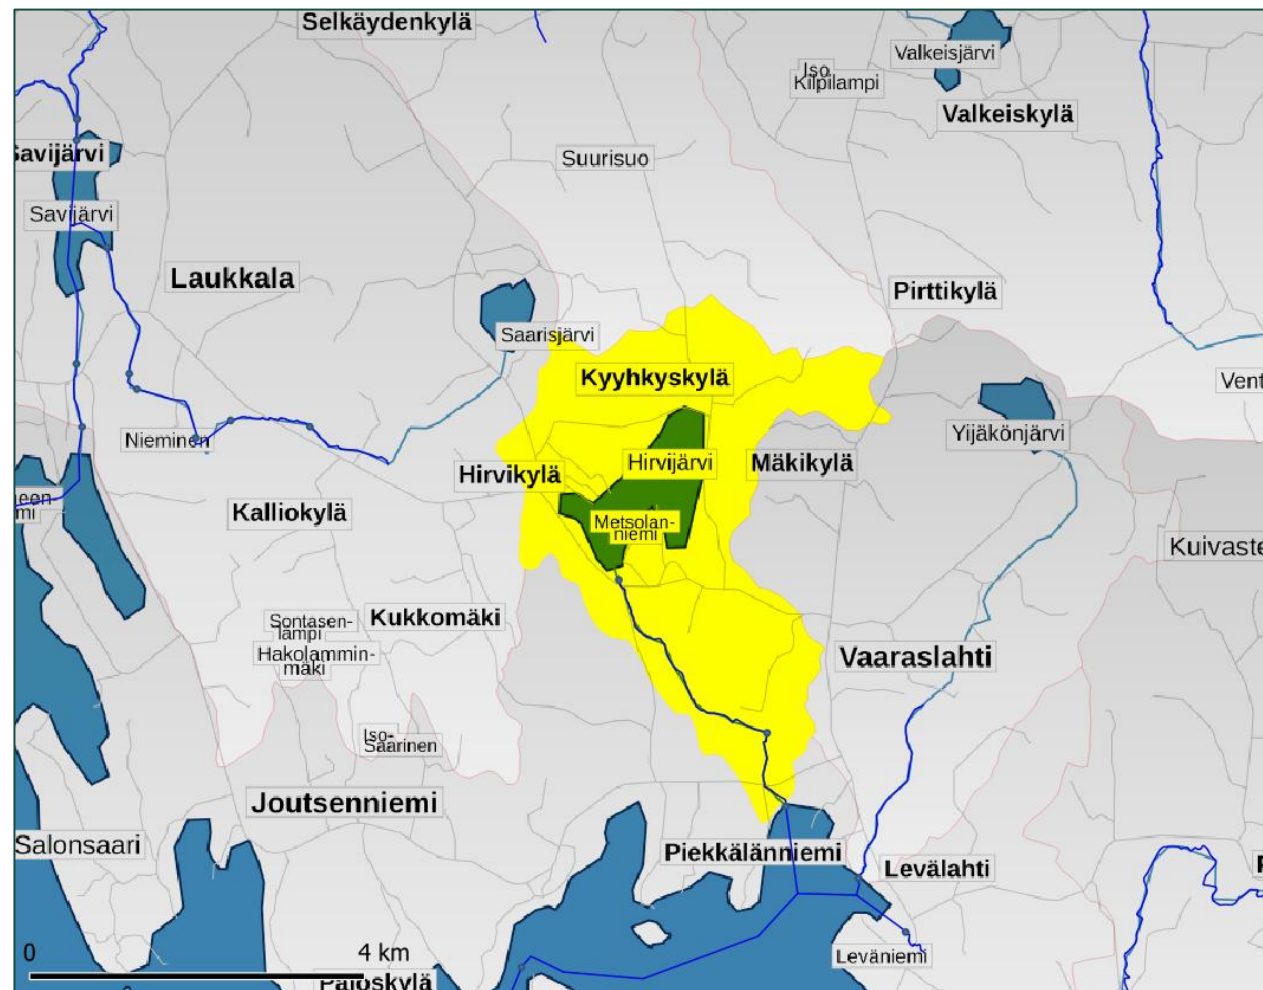 Selkäydenkylä
Valkeisjärvi
Iso
Kilpilampi
Valkeiskylä
Savijärvi
Suurisuo
Savijärvi
Laukkala
Pirttikylä
Saarisjärvi
Kyyhkyskylä
Vent
Nieminen
Yijäkönjärvi
Hirvikylä
Hirvijärvi
Mäkikylä
een-
mi
Kalliokylä
Metsolan-
niemi
Kuivaste
Sontasen-
lampi
Kukkomäki
Hakolammin-
mäki
Vaaraslahti
Iso-
Saarinen
Joutsenniemi
Salonsaari
Piekkälänniemi
Levälahti
0
4 km
Leväniemi
Paloskylä